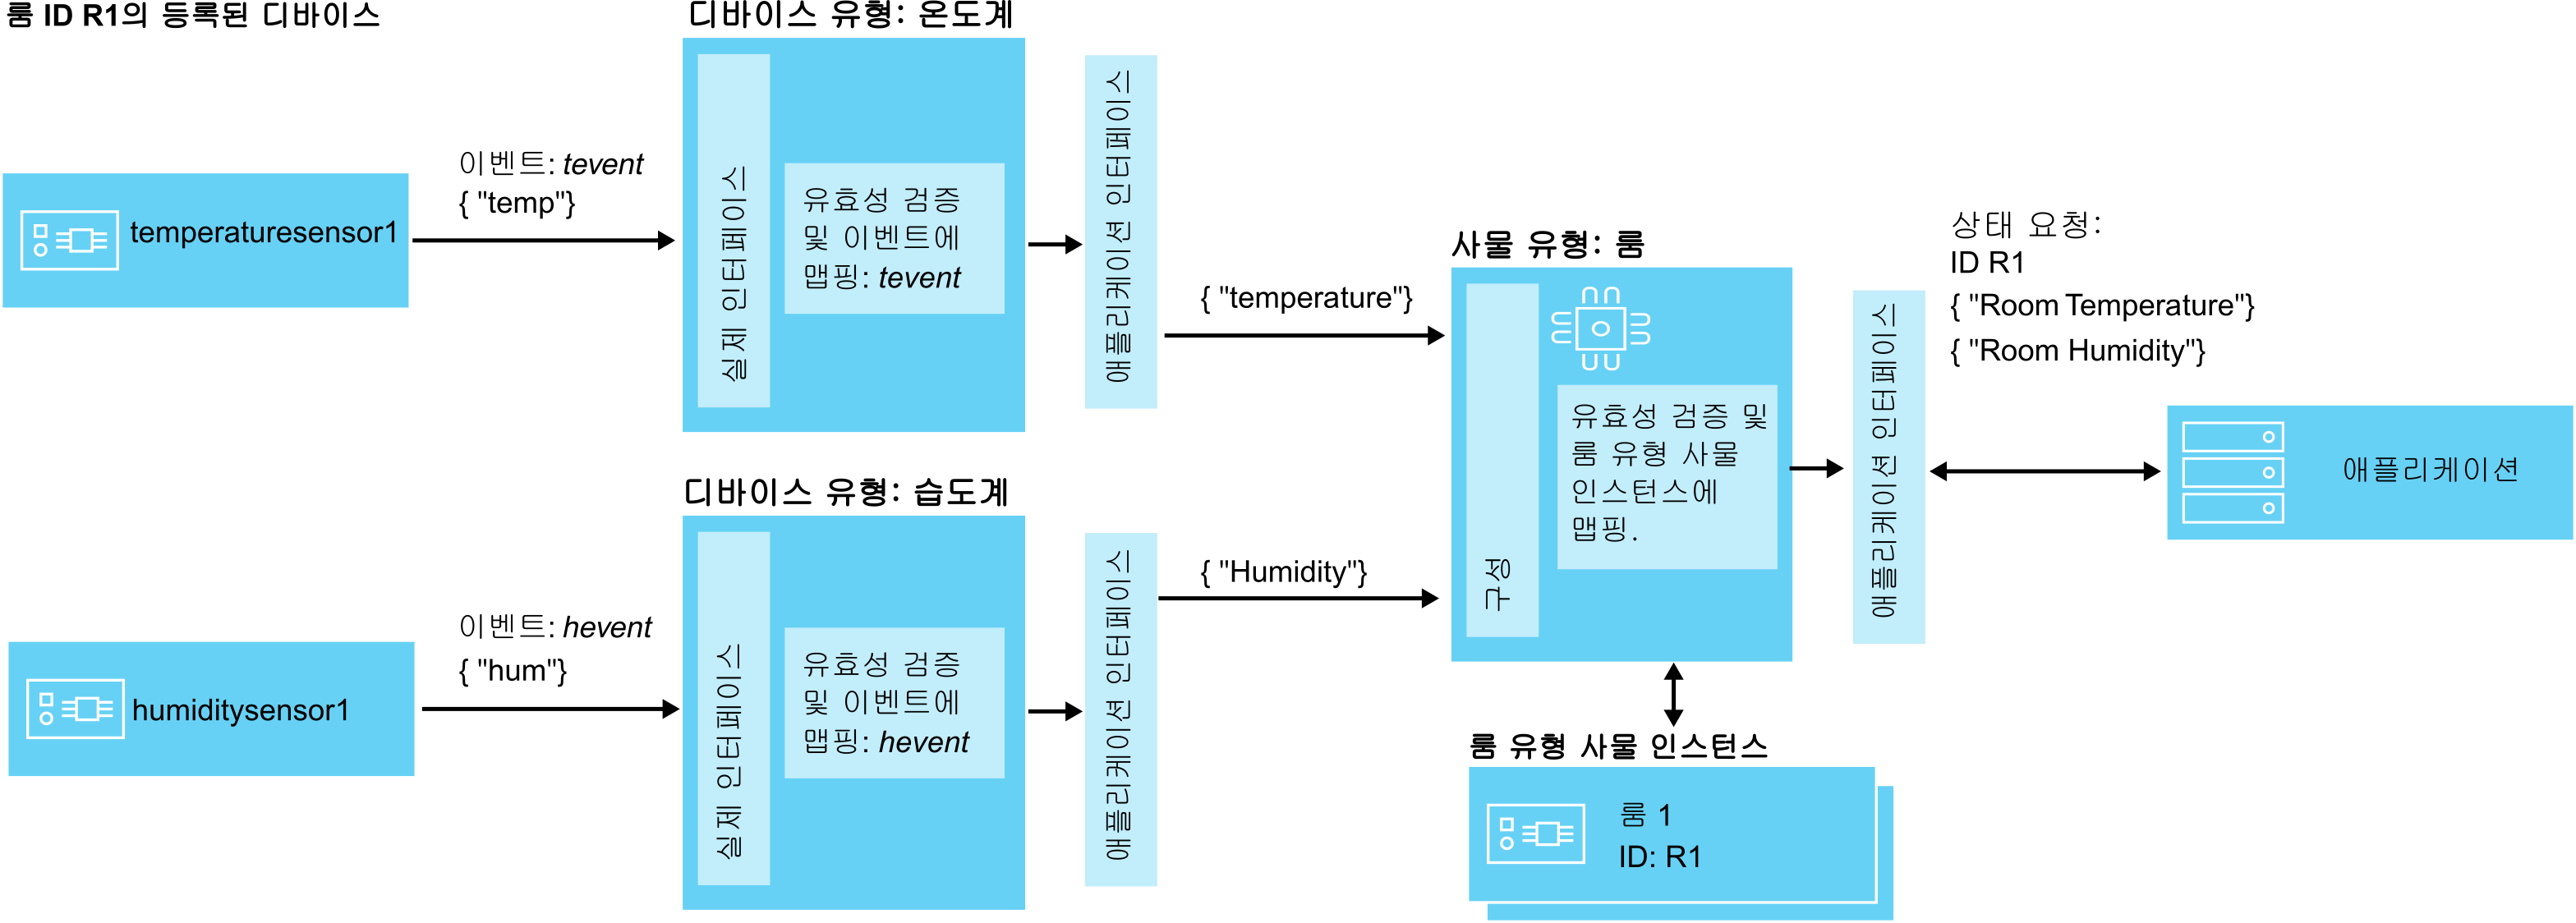 룸 ID R1의 등록된 디바이스
temperaturesensor1
이벤트: tevent
{ "temp"}
디바이스 유형: 온도계
실제 인터페이스
유효성 검증
및 이벤트에
맵핑: tevent
애플리케이션 인터페이스
{ "temperature"}
humiditysensor1
이벤트: hevent
{ "hum"}
디바이스 유형: 습도계
실제 인터페이스
유효성 검증
및 이벤트에
맵핑: hevent
애플리케이션 인터페이스
{ "Humidity"}
사물 유형: 룸
구성
유효성 검증 및
룸 유형 사물
인스턴스에
맵핑.
룸 유형 사물 인스턴스
룸 1
ID: R1
애플리케이션 인터페이스
상태 요청:
ID R1
{ "Room Temperature"}
{ "Room Humidity"}
애플리케이션